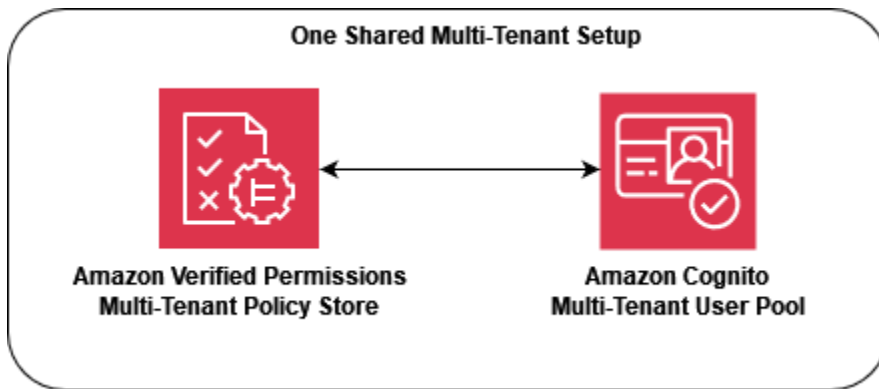 One Shared Multi-Tenant Setup
Amazon Verified Permissions
Multi-Tenant Policy Store
Amazon Cognito
Multi-Tenant User Pool